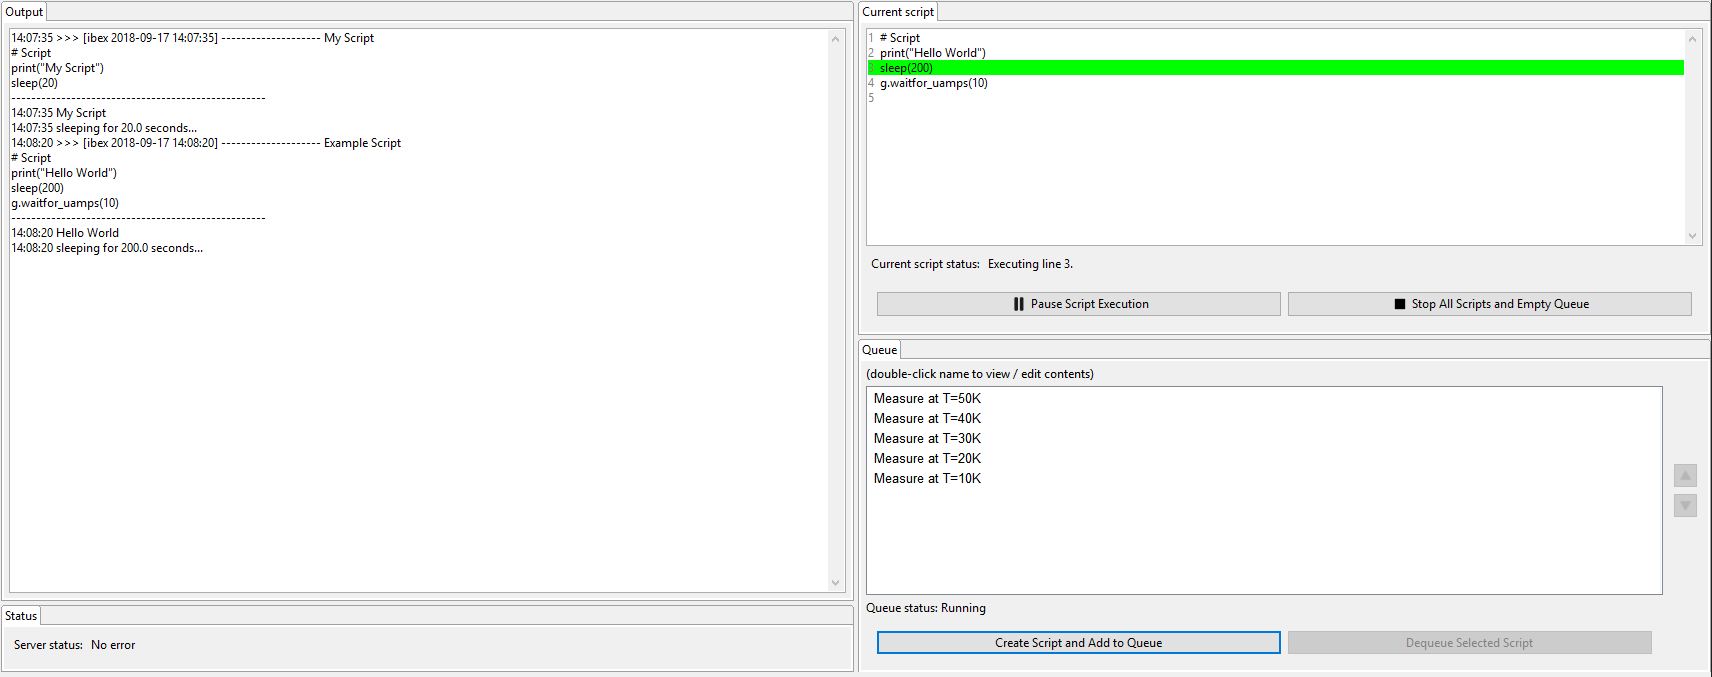 Output
14:07:35 >>> [ibex 2018-09-17 14:07:35] -------------------- My Script
# Script
print("My Script")
sleep(20)
---------------------------------------------------
14:07:35 My Script
14:07:35 sleeping for 20.0 seconds...
14:08:20 >>> [ibex 2018-09-17 14:08:20] -------------------- Example Script
# Script
print("Hello World")
sleep(200)
g.waitfor_uamps(10)
---------------------------------------------------
14:08:20 Hello World
14:08:20 sleeping for 200.0 seconds...
Status
Server status: No error
Current script
1 # Script
2 print("Hello World")
3 sleep(200)
4 g.waitfor_uamps(10)
5
Current script status: Executing line 3.
Pause Script Execution
Stop All Scripts and Empty Queue
Queue
(double-click name to view / edit contents)
Measure at T=50K
Measure at T=40K
Measure at T=30K
Measure at T=20K
Measure at T=10K
Queue status: Running
Create Script and Add to Queue
Dequeue Selected Script